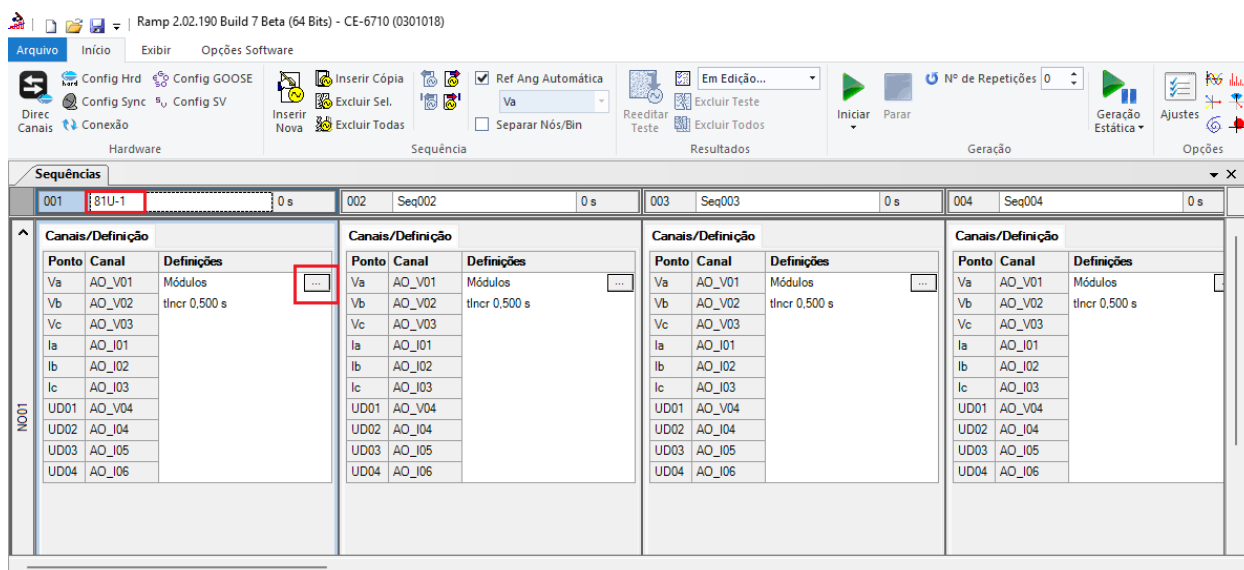 Ramp 2.02.190 Build 7 Beta (64 Bits) - CE-6710 (0301018)
Arquivo Início Exibir Opções Software
Direc Canais
Config Hrd Config GOOSE
Config Sync Config SV
Conexão
Hardware
Inserir Nova
Inserir Cópia
Excluir Sel.
Excluir Todas
Ref Ang Automática
Va
Separar Nós/Bin
Sequência
Reeditar Teste
Em Edição...
Excluir Teste
Excluir Todos
Resultados
Iniciar Parar
Nº de Repetições 0
Geração Estática
Geração
Ajustes
Opções
Sequências
001 81U-1 0 s 002 Seq002 0 s 003 Seq003 0 s 004 Seq004 0 s
Canais/Definição Canais/Definição Canais/Definição Canais/Definição
Ponto Canal Definições Ponto Canal Definições Ponto Canal Definições Ponto Canal Definições
Va AO_V01 Módulos ... Va AO_V01 Módulos ... Va AO_V01 Módulos ... Va AO_V01 Módulos
Vb AO_V02 tIncr 0,500 s Vb AO_V02 tIncr 0,500 s Vb AO_V02 tIncr 0,500 s Vb AO_V02 tIncr 0,500 s
Vc AO_V03 Vc AO_V03 Vc AO_V03 Vc AO_V03
Ia AO_I01 Ia AO_I01 Ia AO_I01 Ia AO_I01
Ib AO_I02 Ib AO_I02 Ib AO_I02 Ib AO_I02
Ic AO_I03 Ic AO_I03 Ic AO_I03 Ic AO_I03
UD01 AO_V04 UD01 AO_V04 UD01 AO_V04 UD01 AO_V04
UD02 AO_I04 UD02 AO_I04 UD02 AO_I04 UD02 AO_I04
UD03 AO_I05 UD03 AO_I05 UD03 AO_I05 UD03 AO_I05
UD04 AO_I06 UD04 AO_I06 UD04 AO_I06 UD04 AO_I06
NO01